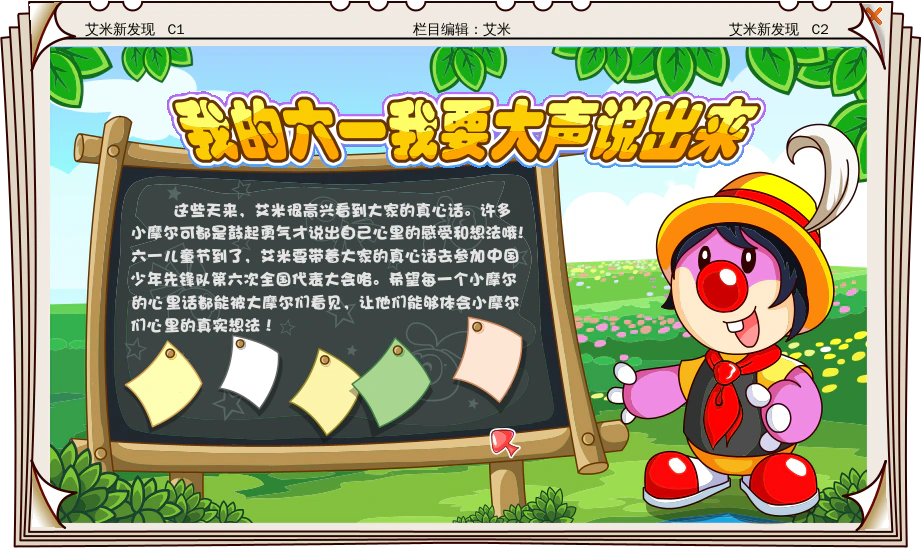 艾米新发现 C1
栏目编辑：艾米
艾米新发现 C2
我的六一我要大声说出来
这些天来，艾米很高兴看到大家的真心话。许多
小摩尔可都是鼓起勇气才说出自己心里的感受和想法哦！
六一儿童节到了，艾米要带着大家的真心话去参加中国
少年先锋队第六次全国代表大会咯。希望每一个小摩尔
的心里话都能被大摩尔们看见，让他们能够体会小摩尔
们心里的真实想法！